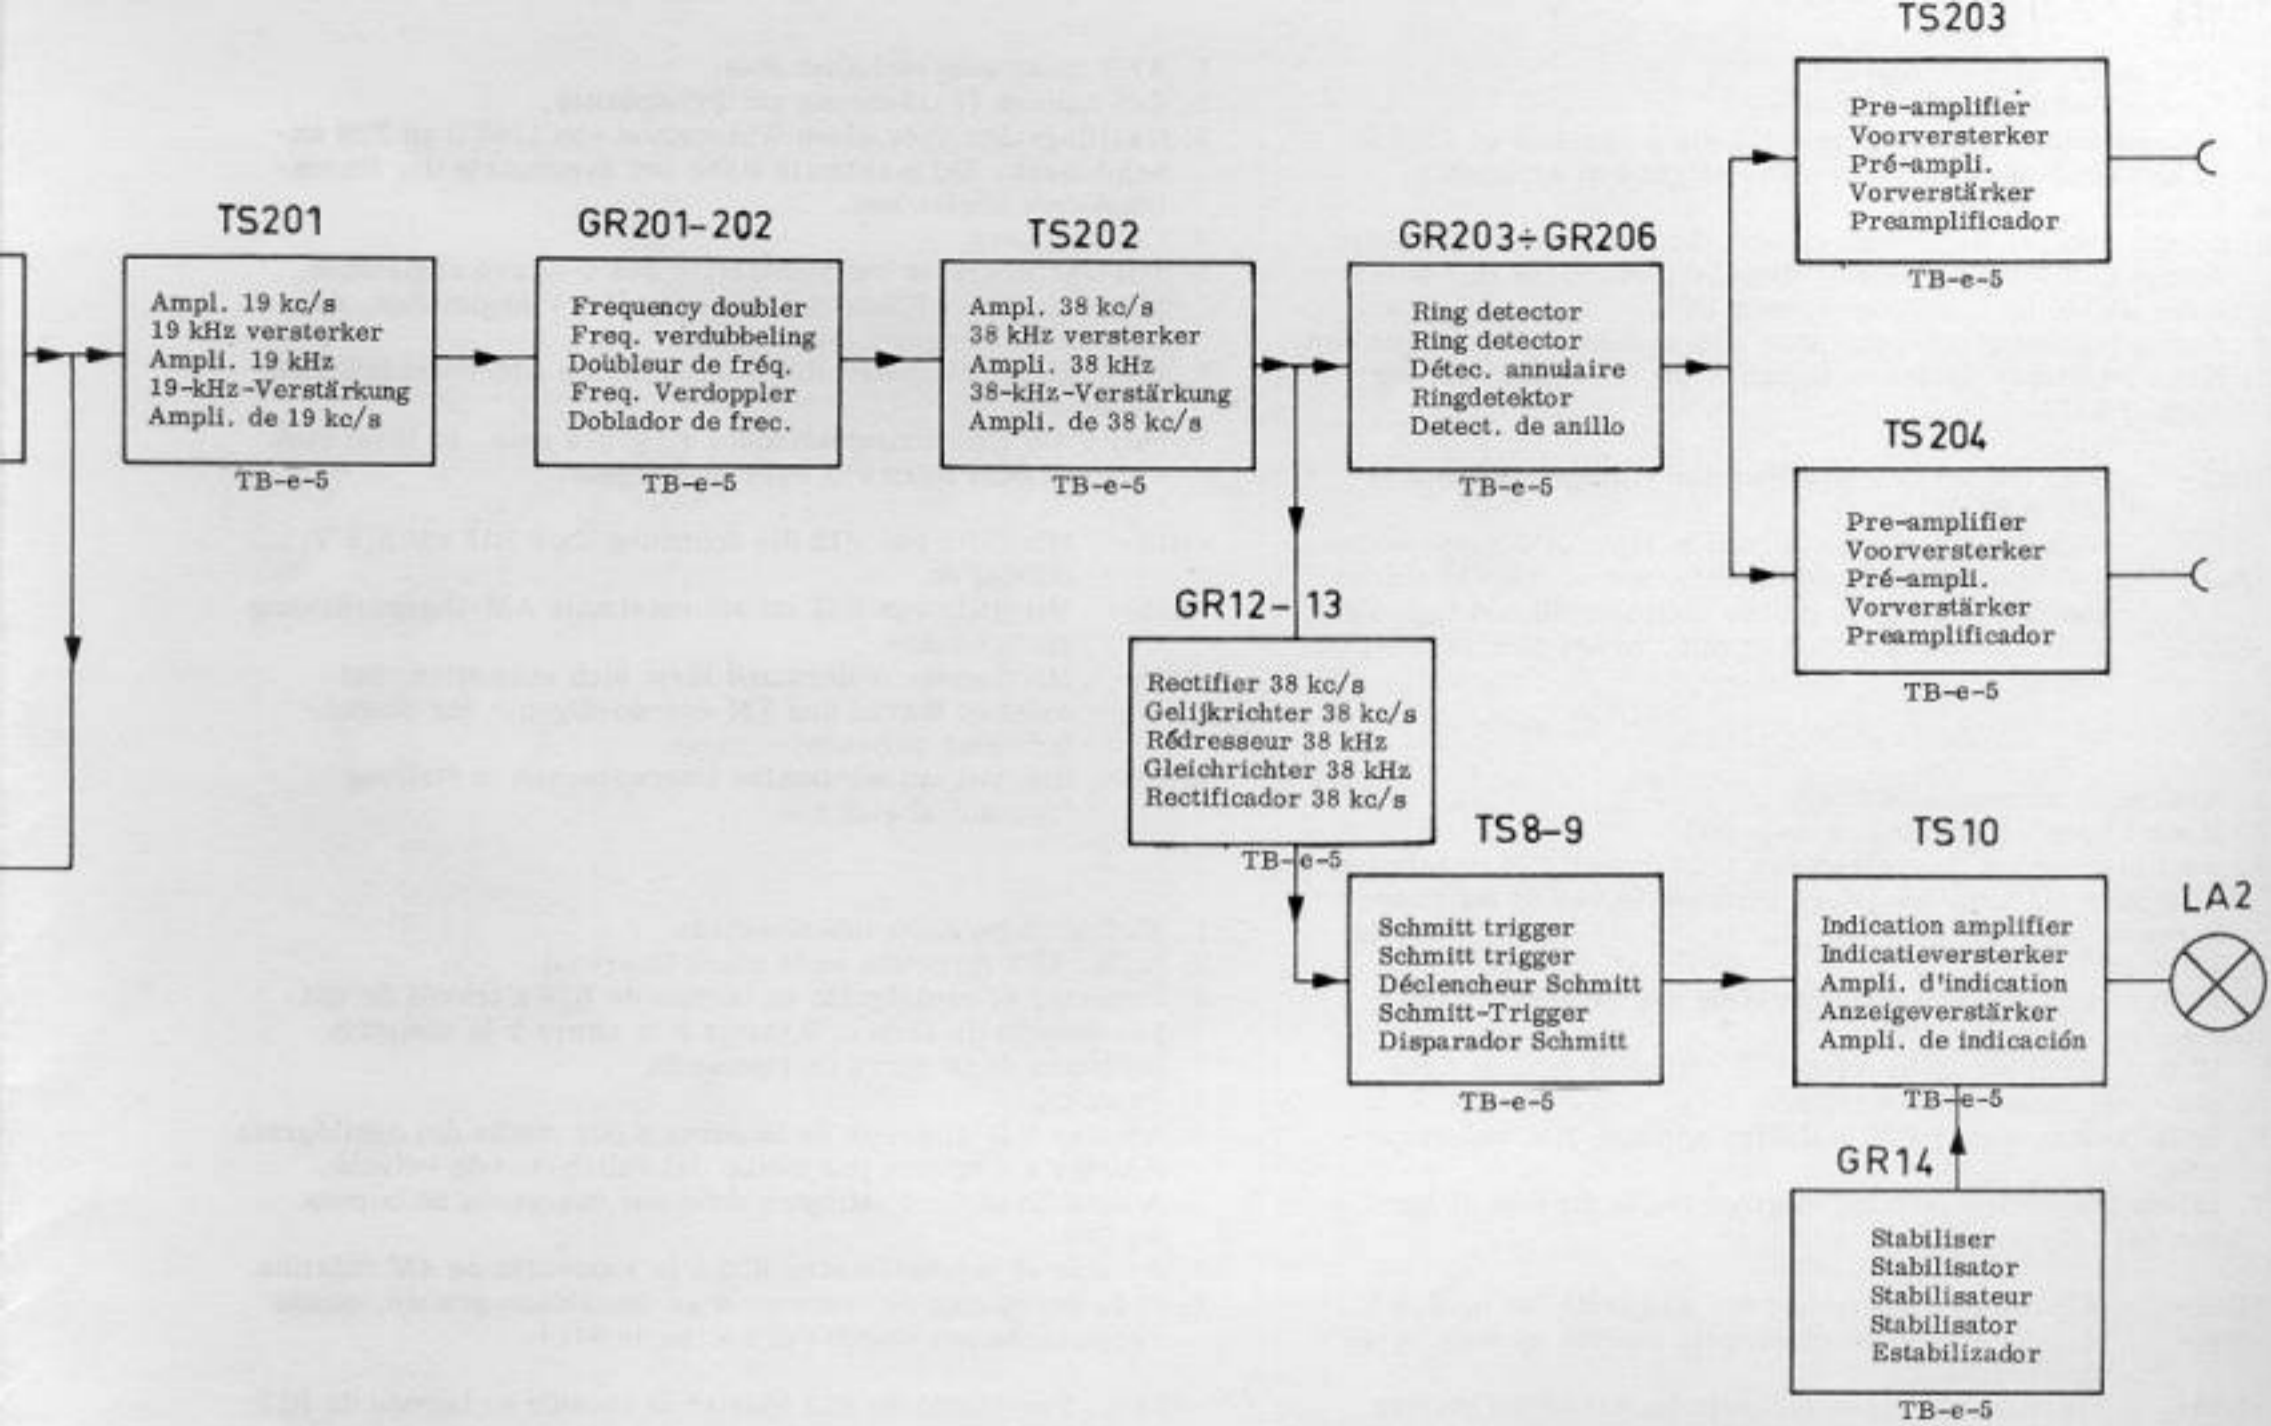 TS203
Pre-amplifier
Voorversterker
Pré-ampli.
Vorverstärker
Preamplificador
TB-e-5
TS201
Ampl. 19 kc/s
19 kHz versterker
Ampli. 19 kHz
19-kHz-Verstärkung
Ampli. de 19 kc/s
TB-e-5
GR201-202
Frequency doubler
Freq. verdubbeling
Doubleur de fréq.
Freq. Verdoppler
Doblador de frec.
TB-e-5
TS202
Ampl. 38 kc/s
38 kHz versterker
Ampli. 38 kHz
38-kHz-Verstärkung
Ampli. de 38 kc/s
TB-e-5
GR203÷GR206
Ring detector
Ring detector
Détec. annulaire
Ringdetektor
Detect. de anillo
TB-e-5
TS204
Pre-amplifier
Voorversterker
Pré-ampli.
Vorverstärker
Preamplificador
TB-e-5
GR12-13
Rectifier 38 kc/s
Gelijkrichter 38 kc/s
Rédresseur 38 kHz
Gleichrichter 38 kHz
Rectificador 38 kc/s
TB-e-5
TS8-9
Schmitt trigger
Schmitt trigger
Déclencheur Schmitt
Schmitt-Trigger
Disparador Schmitt
TB-e-5
TS10
Indication amplifier
Indicatieversterker
Ampli. d'indication
Anzeigeverstärker
Ampli. de indicación
TB-e-5
LA2
GR14
Stabiliser
Stabilisator
Stabilisateur
Stabilisator
Estabilizador
TB-e-5